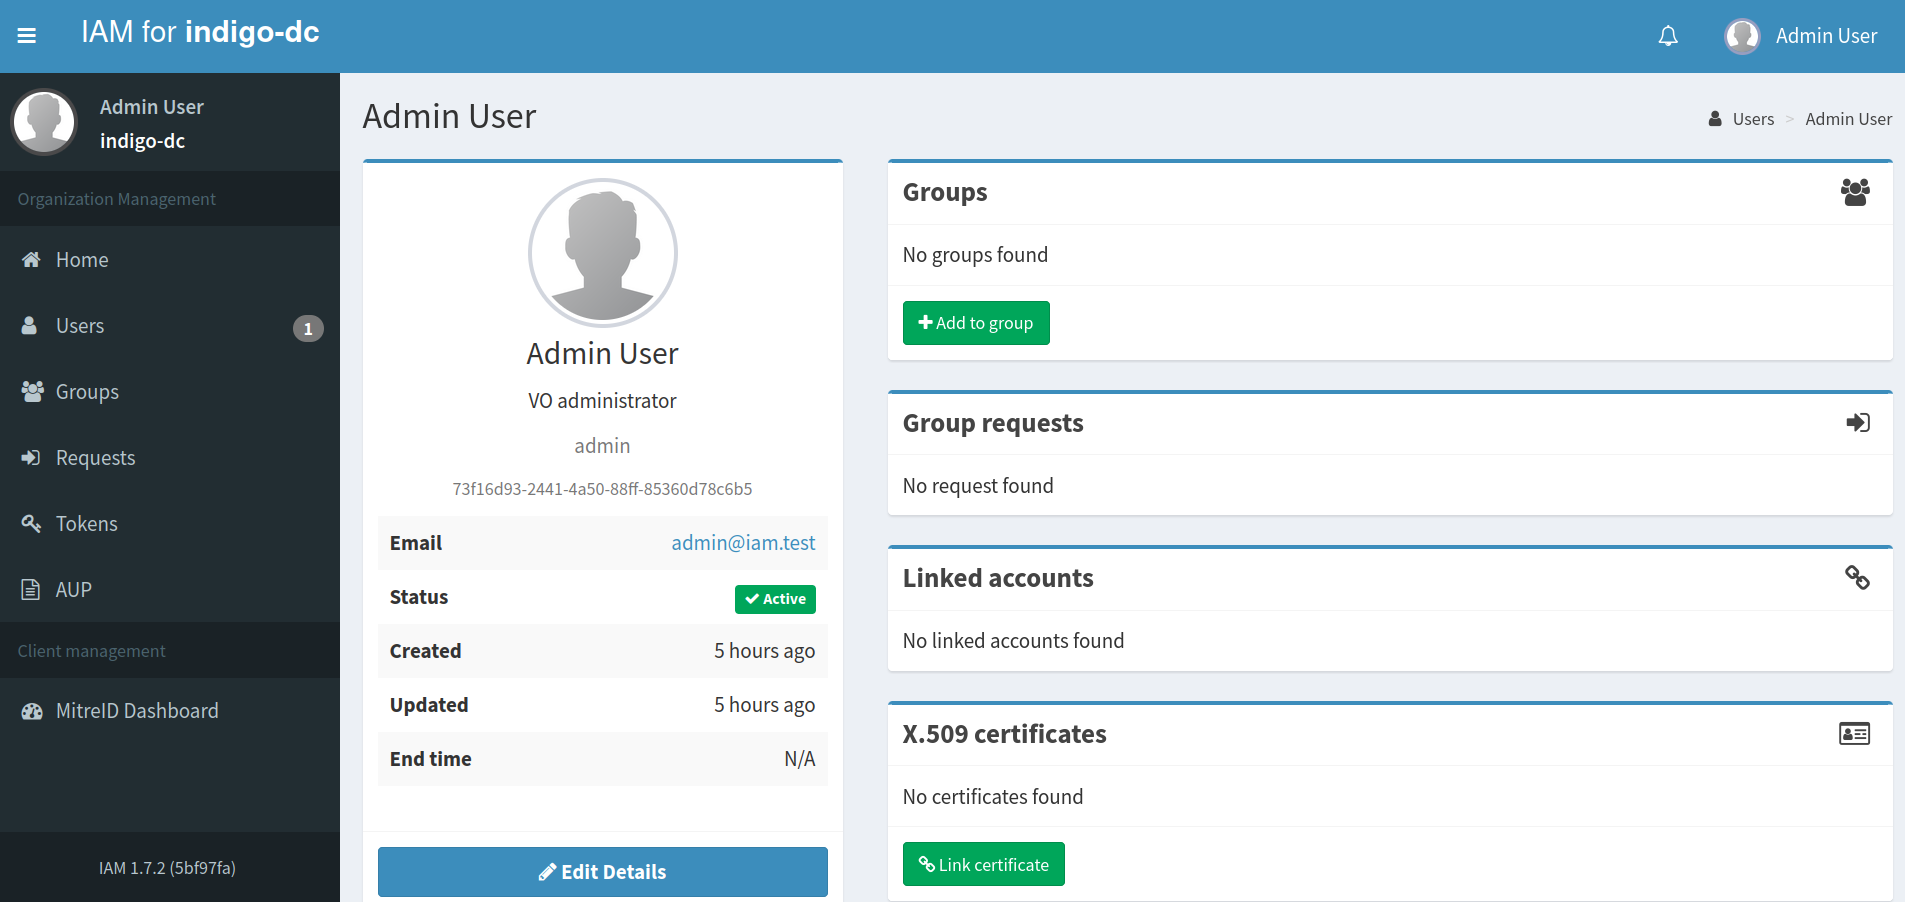 IAM for indigo-dc
Admin User
Admin User
indigo-dc
Organization Management
Home
Users 1
Groups
Requests
Tokens
AUP
Client management
MitreID Dashboard
IAM 1.7.2 (5bf97fa)
Admin User
Users > Admin User
Admin User
VO administrator
admin
73f16d93-2441-4a50-88ff-85360d78c6b5
Email admin@iam.test
Status Active
Created 5 hours ago
Updated 5 hours ago
End time N/A
Edit Details
Groups
No groups found
Add to group
Group requests
No request found
Linked accounts
No linked accounts found
X.509 certificates
No certificates found
Link certificate